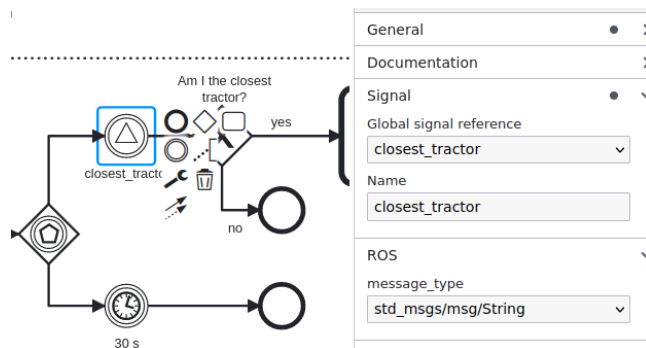 Am I the closest
tractor?
yes
closest_tractc
no
30 s
General
Documentation
Signal
Global signal reference
closest_tractor
Name
closest_tractor
ROS
message_type
std_msgs/msg/String